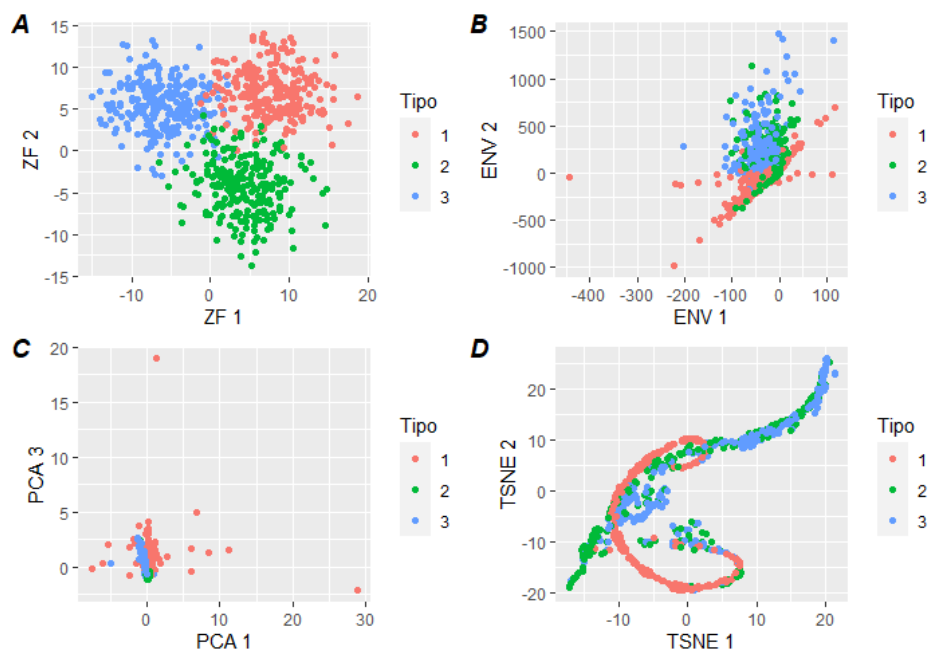 A
15
10
5
0
-5
-10
-15
ZF 2
-10 0 10 20
ZF 1
Tipo
1
2
3
B
1500
1000
500
0
-500
-1000
ENV 2
-400 -300 -200 -100 0 100
ENV 1
Tipo
1
2
3
C
20
15
10
5
0
PCA 3
0 10 20 30
PCA 1
Tipo
1
2
3
D
20
10
0
-10
-20
TSNE 2
-10 0 10 20
TSNE 1
Tipo
1
2
3